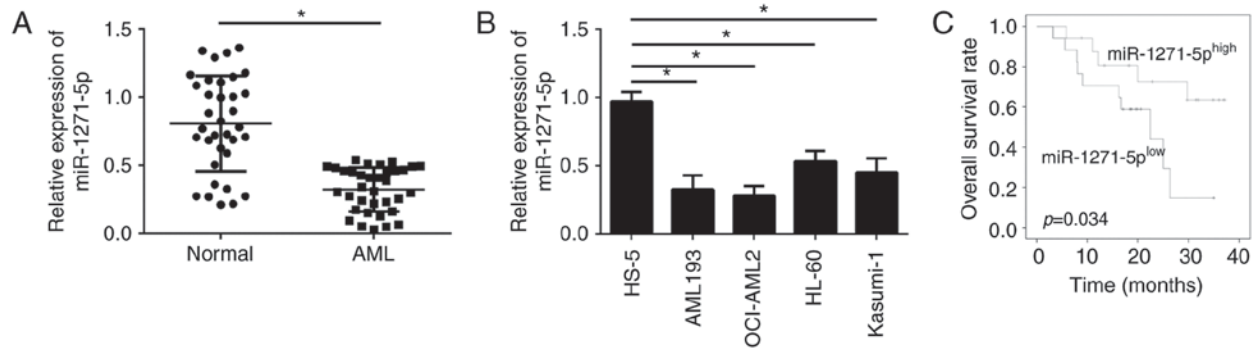 A
Relative expression of
miR-1271-5p
1.5
1.0
0.5
0.0
*
Normal
AML
B
Relative expression of
miR-1271-5p
1.5
1.0
0.5
0.0
*
*
*
*
HS-5
AML193
OCI-AML2
HL-60
Kasumi-1
C
Overall survival rate
1.0
0.8
0.6
0.4
0.2
0.0
miR-1271-5phigh
miR-1271-5plow
p=0.034
0 10 20 30 40
Time (months)